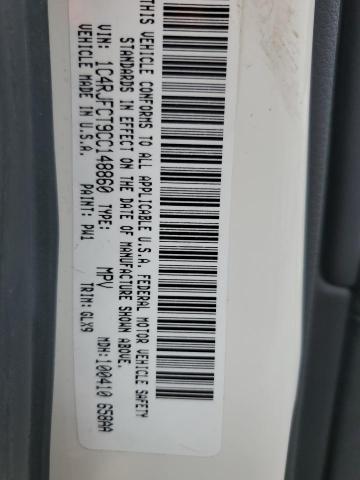 THIS VEHICLE CONFORMS TO ALL APPLICABLE U.S.A. FEDERAL MOTOR VEHICLE SAFETY
STANDARDS IN EFFECT ON THE DATE OF MANUFACTURE SHOWN ABOVE.
VIN: 1C4RJFCT9CC148860 TYPE: MPV MDH:100410 658AA
VEHICLE MADE IN U.S.A. PAINT: PW1 TRIM: GLX9